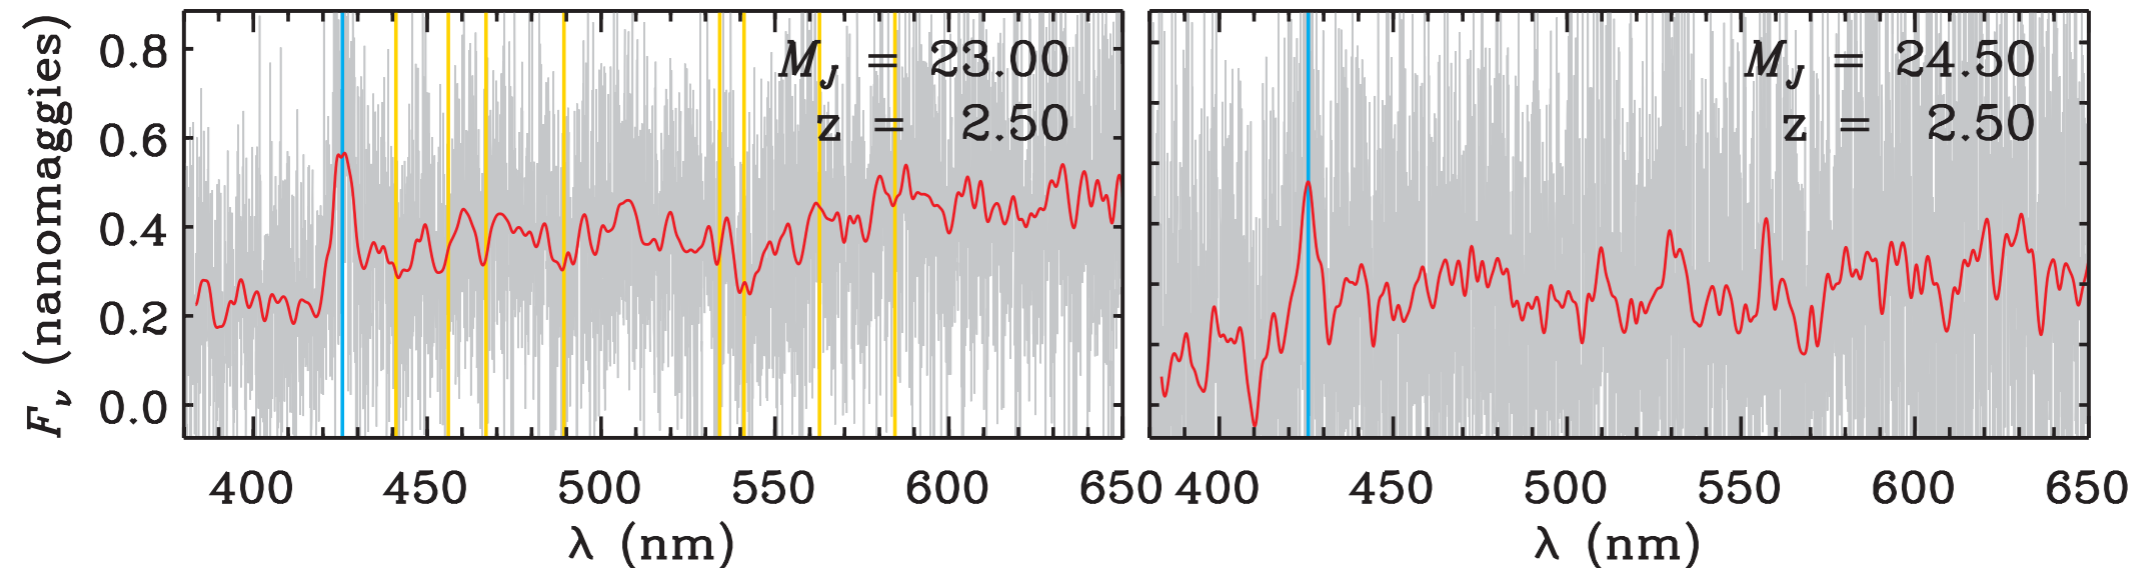 F_ν (nanomaggies)
0.8
0.6
0.4
0.2
0.0
M_J = 23.00
z = 2.50
400 450 500 550 600 650
λ (nm)
M_J = 24.50
z = 2.50
400 450 500 550 600 650
λ (nm)